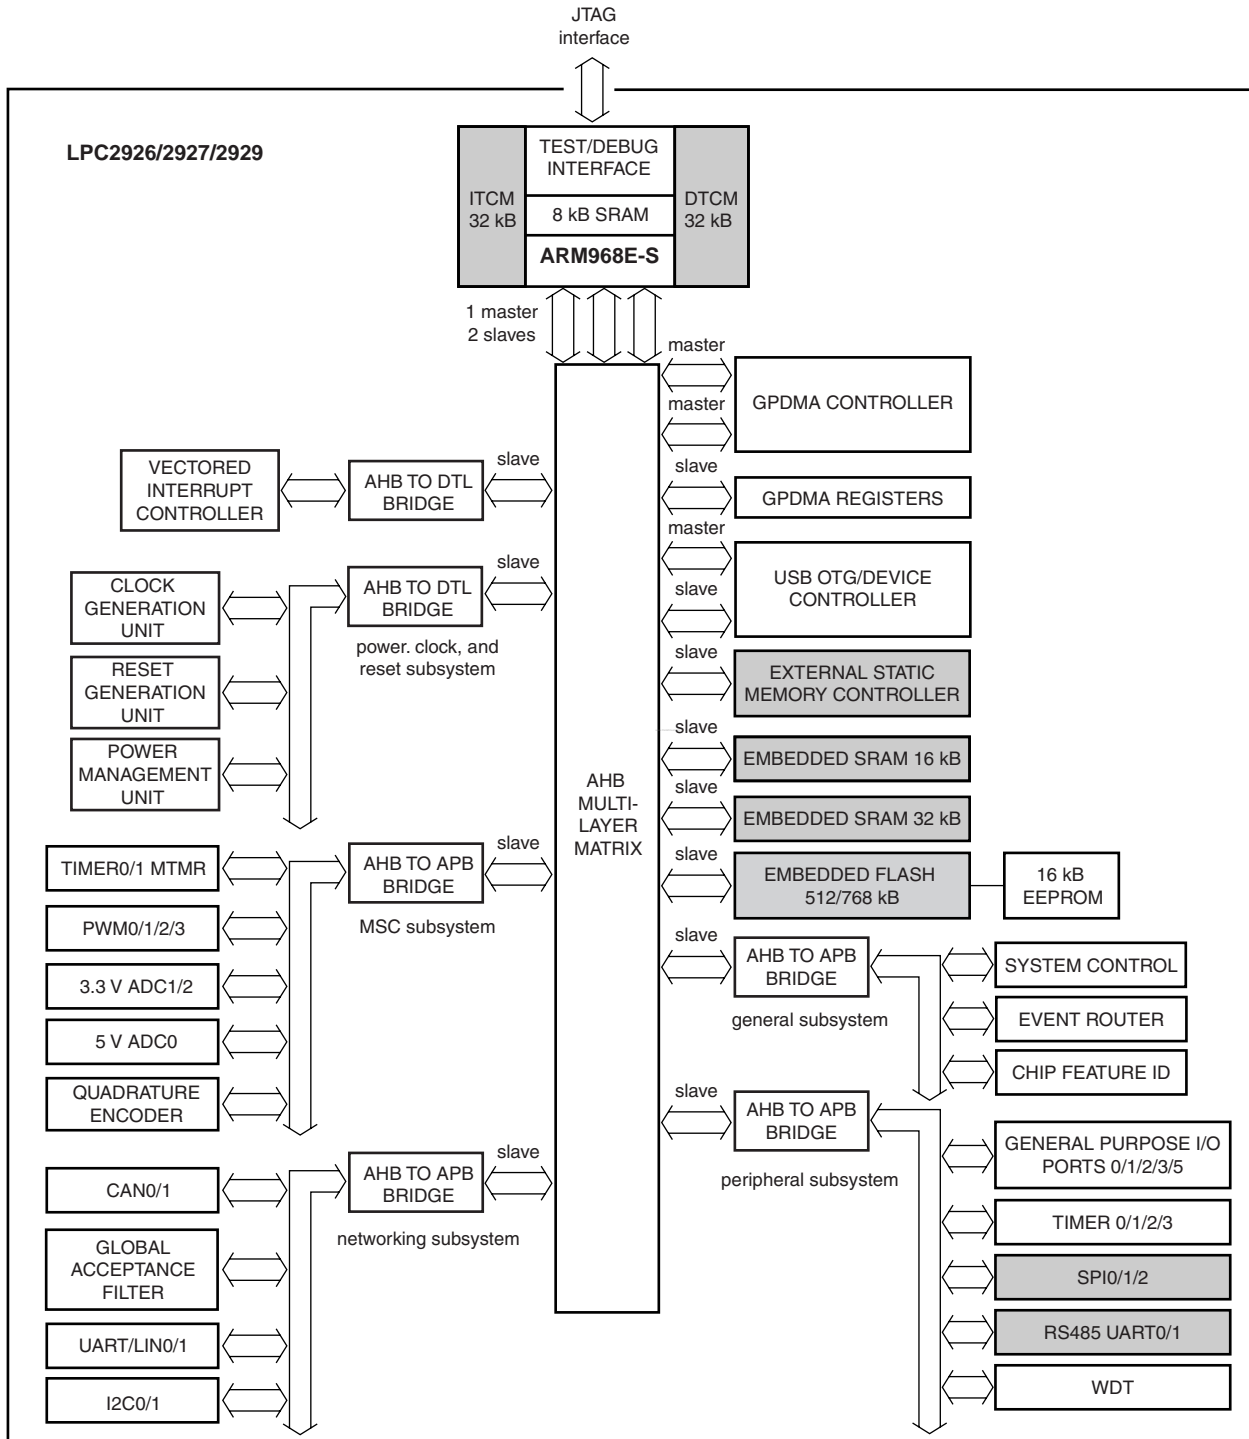 JTAG
interface
LPC2926/2927/2929
ITCM
32 kB
TEST/DEBUG
INTERFACE
8 kB SRAM
ARM968E-S
DTCM
32 kB
1 master
2 slaves
master
GPDMA CONTROLLER
master
VECTORED
INTERRUPT
CONTROLLER
AHB TO DTL
BRIDGE
slave
slave
GPDMA REGISTERS
master
USB OTG/DEVICE
CONTROLLER
slave
CLOCK
GENERATION
UNIT
AHB TO DTL
BRIDGE
slave
power. clock, and
reset subsystem
RESET
GENERATION
UNIT
POWER
MANAGEMENT
UNIT
slave
EXTERNAL STATIC
MEMORY CONTROLLER
slave
EMBEDDED SRAM 16 kB
AHB
MULTI-
LAYER
MATRIX
slave
EMBEDDED SRAM 32 kB
slave
EMBEDDED FLASH
512/768 kB
16 kB
EEPROM
TIMER0/1 MTMR
AHB TO APB
BRIDGE
slave
MSC subsystem
PWM0/1/2/3
3.3 V ADC1/2
5 V ADC0
QUADRATURE
ENCODER
slave
AHB TO APB
BRIDGE
general subsystem
SYSTEM CONTROL
EVENT ROUTER
CHIP FEATURE ID
slave
AHB TO APB
BRIDGE
peripheral subsystem
GENERAL PURPOSE I/O
PORTS 0/1/2/3/5
TIMER 0/1/2/3
SPI0/1/2
RS485 UART0/1
WDT
CAN0/1
AHB TO APB
BRIDGE
slave
networking subsystem
GLOBAL
ACCEPTANCE
FILTER
UART/LIN0/1
I2C0/1